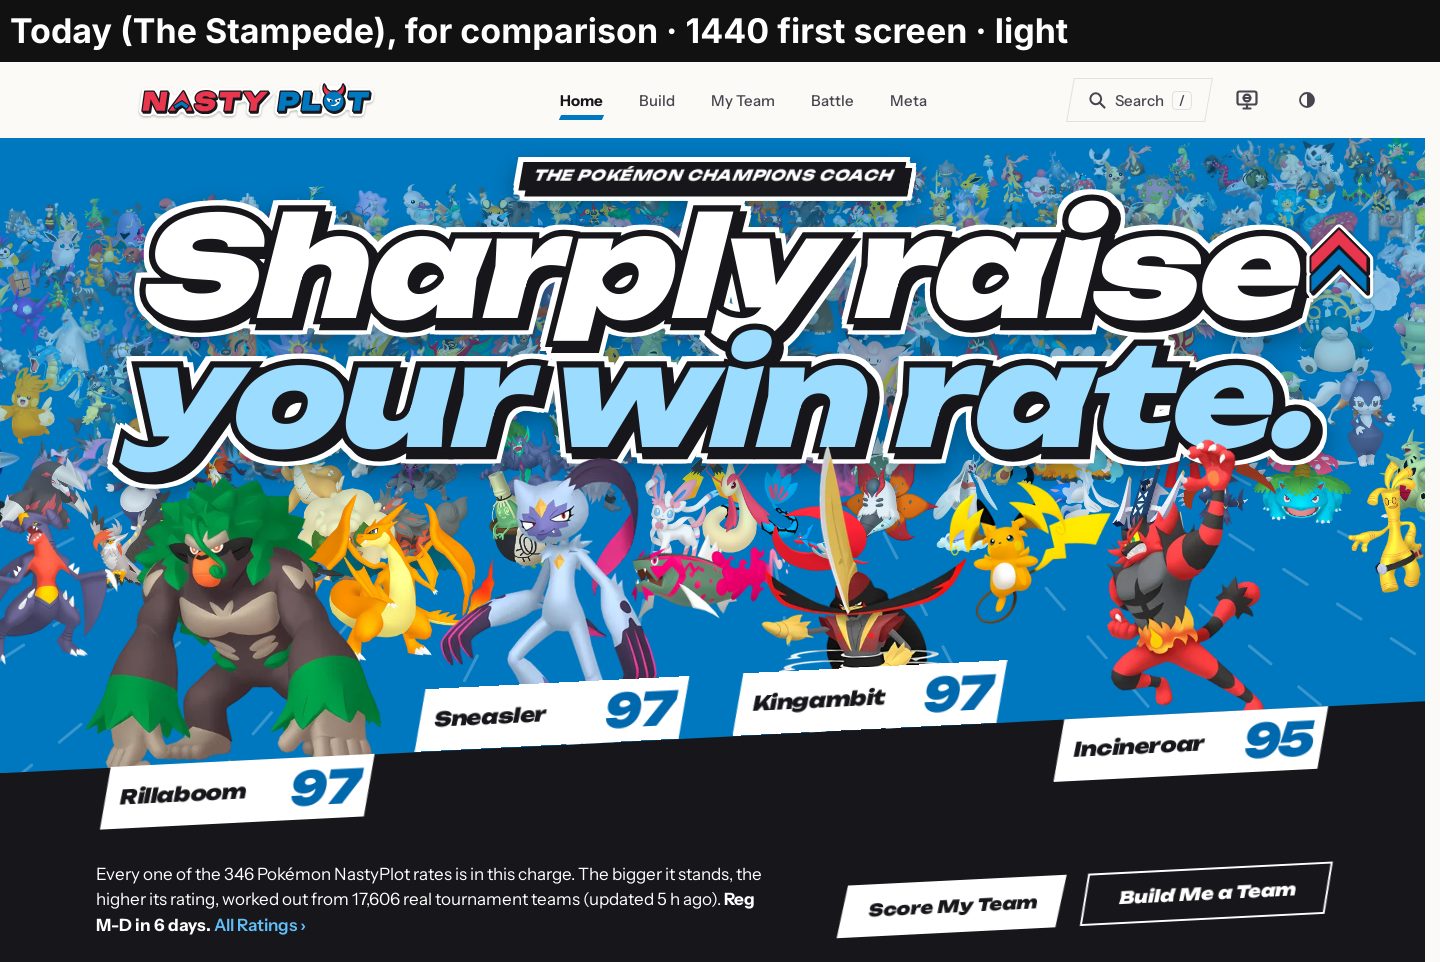 Today (The Stampede), for comparison · 1440 first screen · light
NASTY PLOT
Home
Build
My Team
Battle
Meta
Search /
THE POKÉMON CHAMPIONS COACH
Sharply raise
your win rate.
Sneasler 97
Kingambit 97
Incineroar 95
Rillaboom 97
Every one of the 346 Pokémon NastyPlot rates is in this charge. The bigger it stands, the
higher its rating, worked out from 17,606 real tournament teams (updated 5 h ago). Reg
M-D in 6 days. All Ratings ›
Score My Team
Build Me a Team